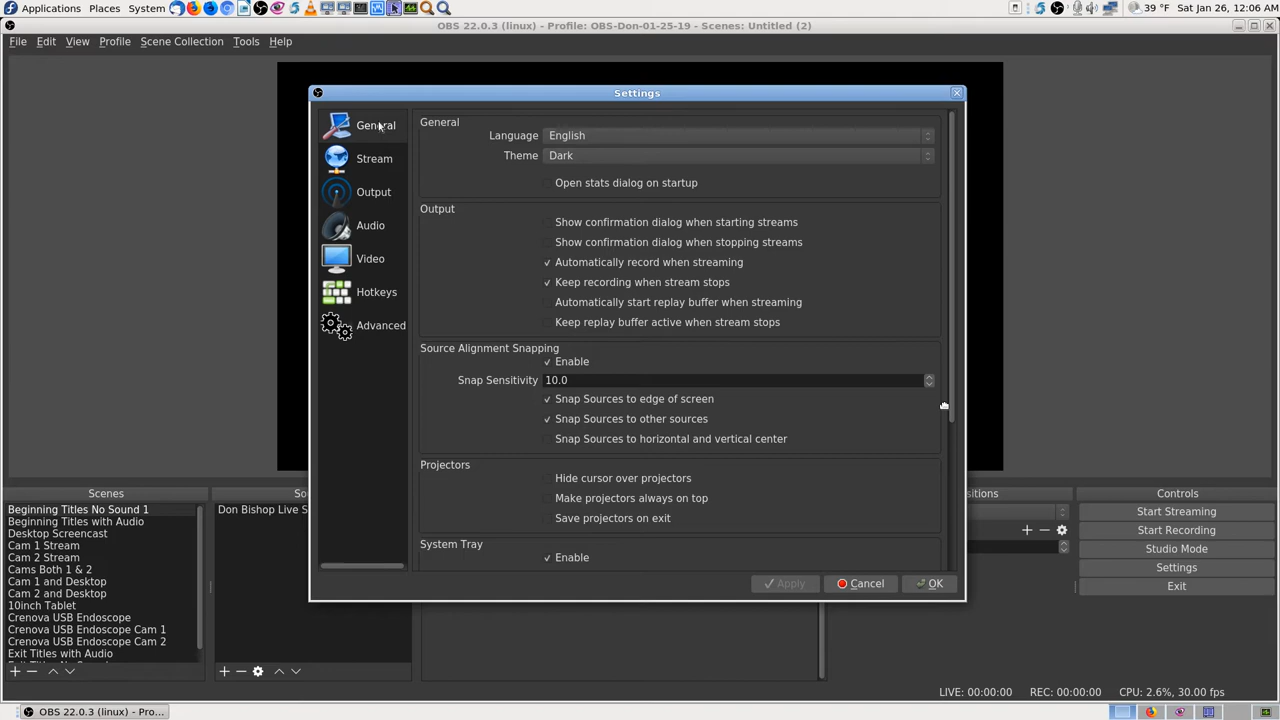 Applications Places System
39 °F Sat Jan 26, 12:06 AM
OBS 22.0.3 (linux) - Profile: OBS-Don-01-25-19 - Scenes: Untitled (2)
File Edit View Profile Scene Collection Tools Help
Settings
General
Stream
Output
Audio
Video
Hotkeys
Advanced
General
Language English
Theme Dark
Open stats dialog on startup
Output
Show confirmation dialog when starting streams
Show confirmation dialog when stopping streams
Automatically record when streaming
Keep recording when stream stops
Automatically start replay buffer when streaming
Keep replay buffer active when stream stops
Source Alignment Snapping
Enable
Snap Sensitivity 10.0
Snap Sources to edge of screen
Snap Sources to other sources
Snap Sources to horizontal and vertical center
Projectors
Hide cursor over projectors
Make projectors always on top
Save projectors on exit
System Tray
Enable
Apply Cancel OK
Scenes
Beginning Titles No Sound 1
Beginning Titles with Audio
Desktop Screencast
Cam 1 Stream
Cam 2 Stream
Cams Both 1 & 2
Cam 1 and Desktop
Cam 2 and Desktop
10inch Tablet
Crenova USB Endoscope
Crenova USB Endoscope Cam 1
Crenova USB Endoscope Cam 2
Exit Titles with Audio
So
Don Bishop Live S
sitions
Controls
Start Streaming
Start Recording
Studio Mode
Settings
Exit
LIVE: 00:00:00 REC: 00:00:00 CPU: 2.6%, 30.00 fps
OBS 22.0.3 (linux) - Pro...